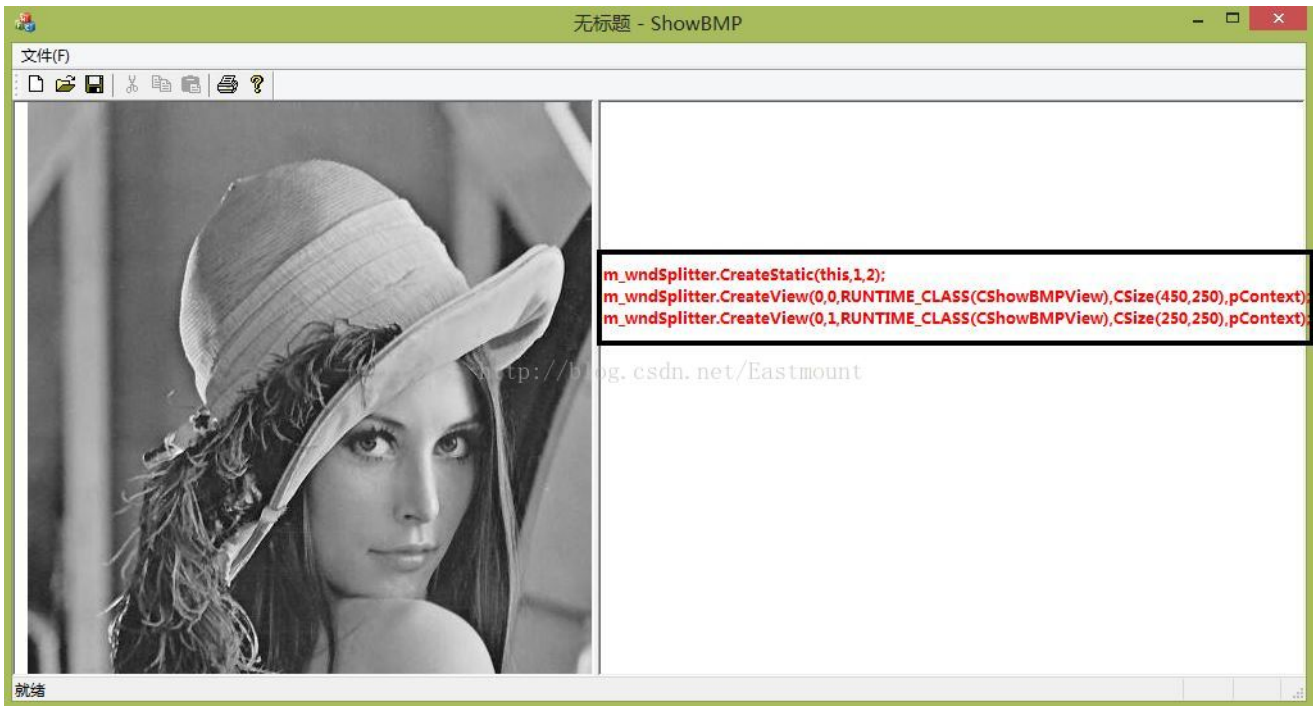 无标题 - ShowBMP
文件(F)
m_wndSplitter.CreateStatic(this,1,2);
m_wndSplitter.CreateView(0,0,RUNTIME_CLASS(CShowBMPView),CSize(450,250),pContext);
m_wndSplitter.CreateView(0,1,RUNTIME_CLASS(CShowBMPView),CSize(250,250),pContext);
http://blog.csdn.net/Eastmount
就绪